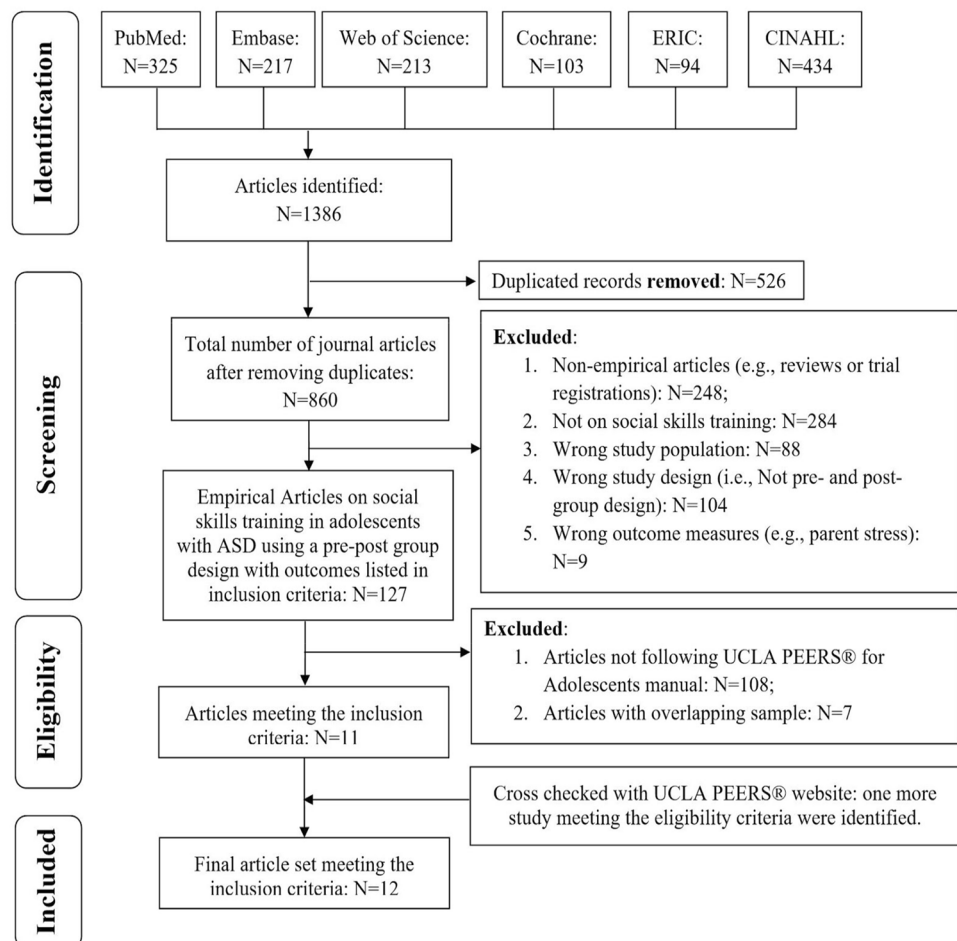 Identification
PubMed:
N=325
Embase:
N=217
Web of Science:
N=213
Cochrane:
N=103
ERIC:
N=94
CINAHL:
N=434
Articles identified:
N=1386
Screening
Duplicated records removed: N=526
Total number of journal articles
after removing duplicates:
N=860
Excluded:
1. Non-empirical articles (e.g., reviews or trial
registrations): N=248;
2. Not on social skills training: N=284
3. Wrong study population: N=88
4. Wrong study design (i.e., Not pre- and post-
group design): N=104
5. Wrong outcome measures (e.g., parent stress):
N=9
Empirical Articles on social
skills training in adolescents
with ASD using a pre-post group
design with outcomes listed in
inclusion criteria: N=127
Eligibility
Excluded:
1. Articles not following UCLA PEERS® for
Adolescents manual: N=108;
2. Articles with overlapping sample: N=7
Articles meeting the inclusion
criteria: N=11
Cross checked with UCLA PEERS® website: one more
study meeting the eligibility criteria were identified.
Included
Final article set meeting the
inclusion criteria: N=12